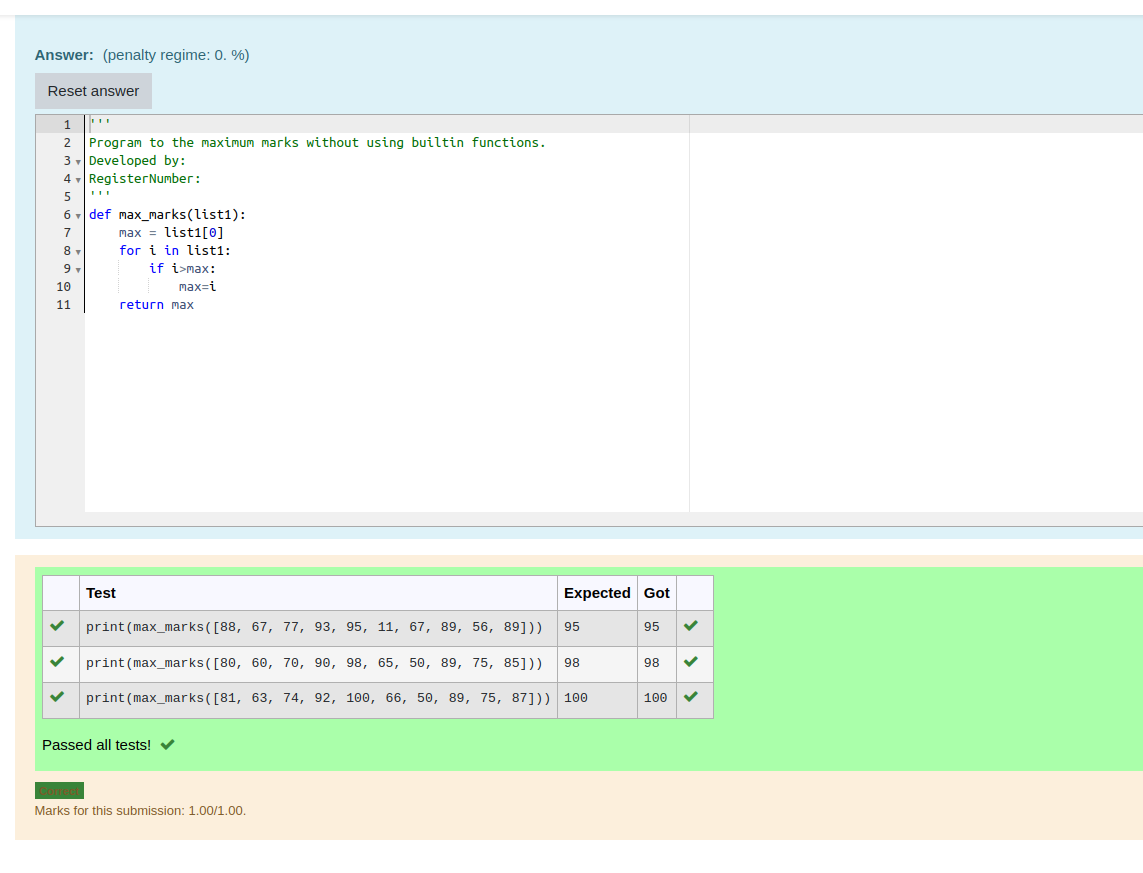 Answer: (penalty regime: 0. %)
Reset answer
1 '''
2 Program to the maximum marks without using builtin functions.
3 Developed by:
4 RegisterNumber:
5 '''
6 def max_marks(list1):
7     max = list1[0]
8     for i in list1:
9         if i>max:
10             max=i
11     return max
Test Expected Got
print(max_marks([88, 67, 77, 93, 95, 11, 67, 89, 56, 89])) 95 95
print(max_marks([80, 60, 70, 90, 98, 65, 50, 89, 75, 85])) 98 98
print(max_marks([81, 63, 74, 92, 100, 66, 50, 89, 75, 87])) 100 100
Passed all tests!
Correct
Marks for this submission: 1.00/1.00.